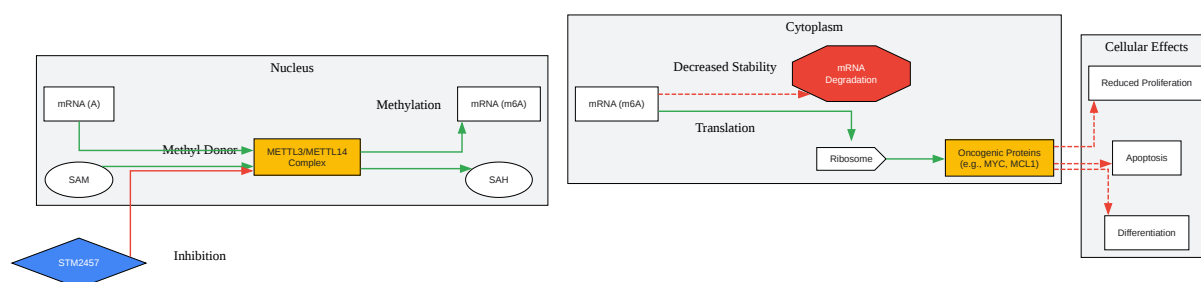 Nucleus
mRNA (A)
Methylation
mRNA (m6A)
Methyl Donor
METTL3/METTL14
Complex
SAM
SAH
STM2457
Inhibition
Cytoplasm
Decreased Stability
mRNA
Degradation
mRNA (m6A)
Translation
Ribosome
Oncogenic Proteins
(e.g., MYC, MCL1)
Cellular Effects
Reduced Proliferation
Apoptosis
Differentiation